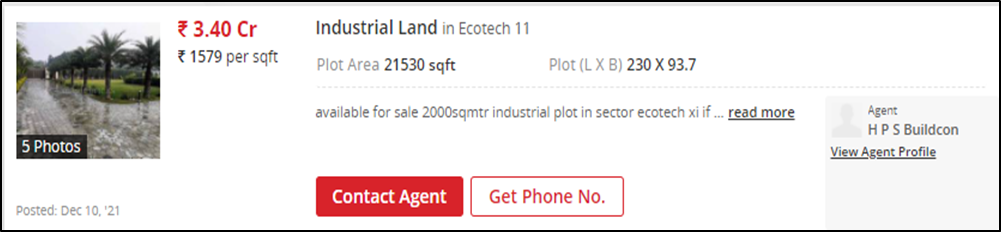 ₹ 3.40 Cr
₹ 1579 per sqft
5 Photos
Posted: Dec 10, '21
Industrial Land in Ecotech 11
Plot Area 21530 sqft Plot (L X B) 230 X 93.7
available for sale 2000sqmtr industrial plot in sector ecotech xi if ... read more
Contact Agent Get Phone No.
Agent
H P S Buildcon
View Agent Profile